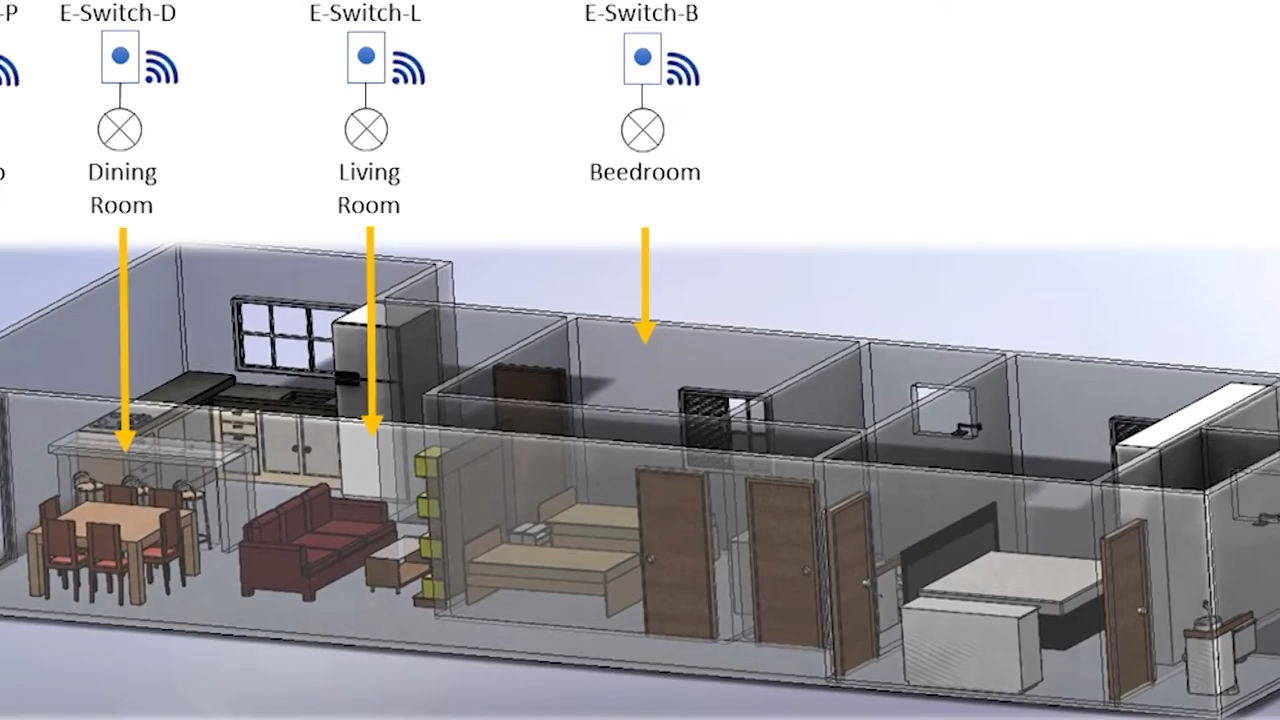 -P
E-Switch-D
E-Switch-L
E-Switch-B
Dining
Room
Living
Room
Beedroom